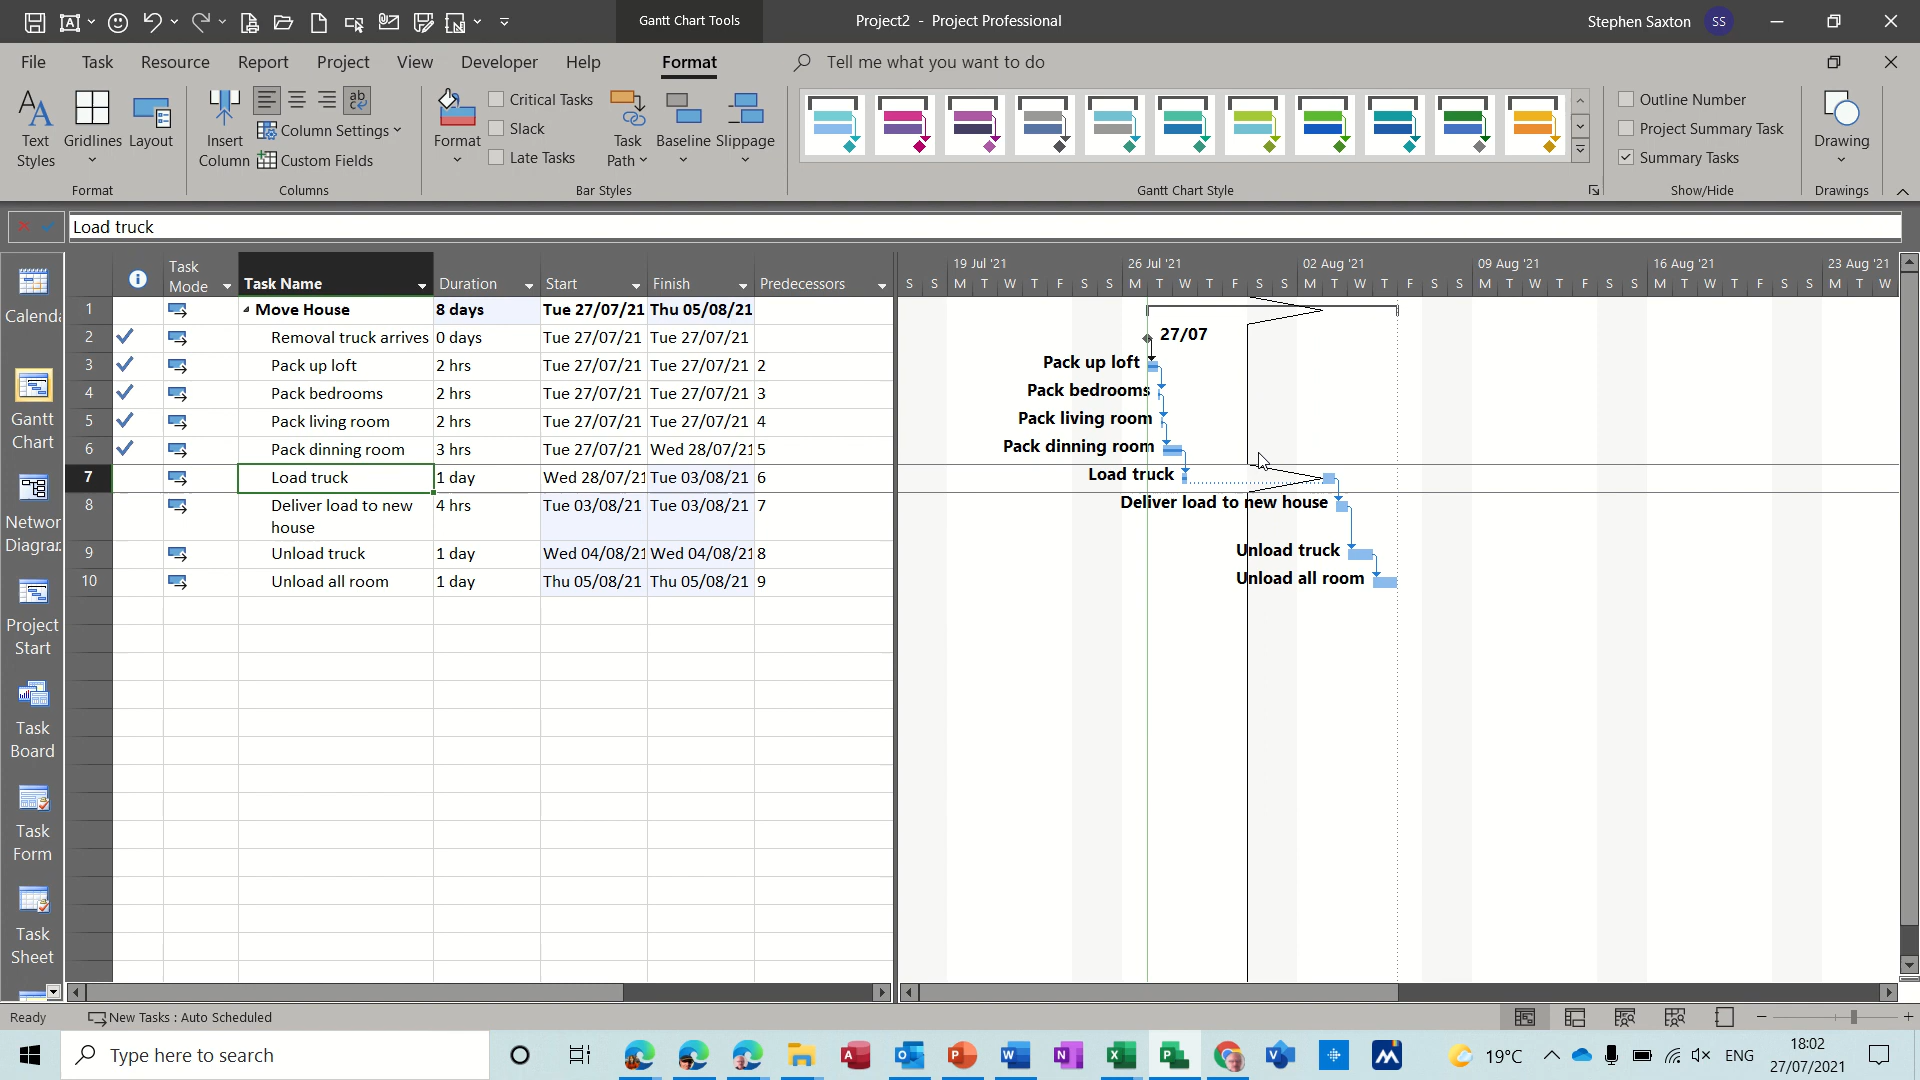 Gantt Chart Tools
Project2 - Project Professional
Stephen Saxton SS
File Task Resource Report Project View Developer Help Format Tell me what you want to do
Text Styles
Gridlines
Layout
Format
Insert Column
Column Settings
Custom Fields
Columns
Format
Critical Tasks
Slack
Late Tasks
Task Path
Baseline
Slippage
Bar Styles
Gantt Chart Style
Outline Number
Project Summary Task
Summary Tasks
Show/Hide
Drawing
Drawings
Load truck
Calenda
Gantt Chart
Networ
Diagrar
Project Start
Task Board
Task Form
Task Sheet
Task Mode Task Name Duration Start Finish Predecessors
1 Move House 8 days Tue 27/07/21 Thu 05/08/21
2 Removal truck arrives 0 days Tue 27/07/21 Tue 27/07/21
3 Pack up loft 2 hrs Tue 27/07/21 Tue 27/07/21 2
4 Pack bedrooms 2 hrs Tue 27/07/21 Tue 27/07/21 3
5 Pack living room 2 hrs Tue 27/07/21 Tue 27/07/21 4
6 Pack dinning room 3 hrs Tue 27/07/21 Wed 28/07/21 5
7 Load truck 1 day Wed 28/07/21 Tue 03/08/21 6
8 Deliver load to new house 4 hrs Tue 03/08/21 Tue 03/08/21 7
9 Unload truck 1 day Wed 04/08/21 Wed 04/08/21 8
10 Unload all room 1 day Thu 05/08/21 Thu 05/08/21 9
19 Jul '21 26 Jul '21 02 Aug '21 09 Aug '21 16 Aug '21 23 Aug '21
S S M T W T F S S M T W T F S S M T W T F S S M T W T F S S M T W T F S S M T W
27/07
Pack up loft
Pack bedrooms
Pack living room
Pack dinning room
Load truck
Deliver load to new house
Unload truck
Unload all room
Ready New Tasks : Auto Scheduled
Type here to search
19°C
ENG
18:02
27/07/2021